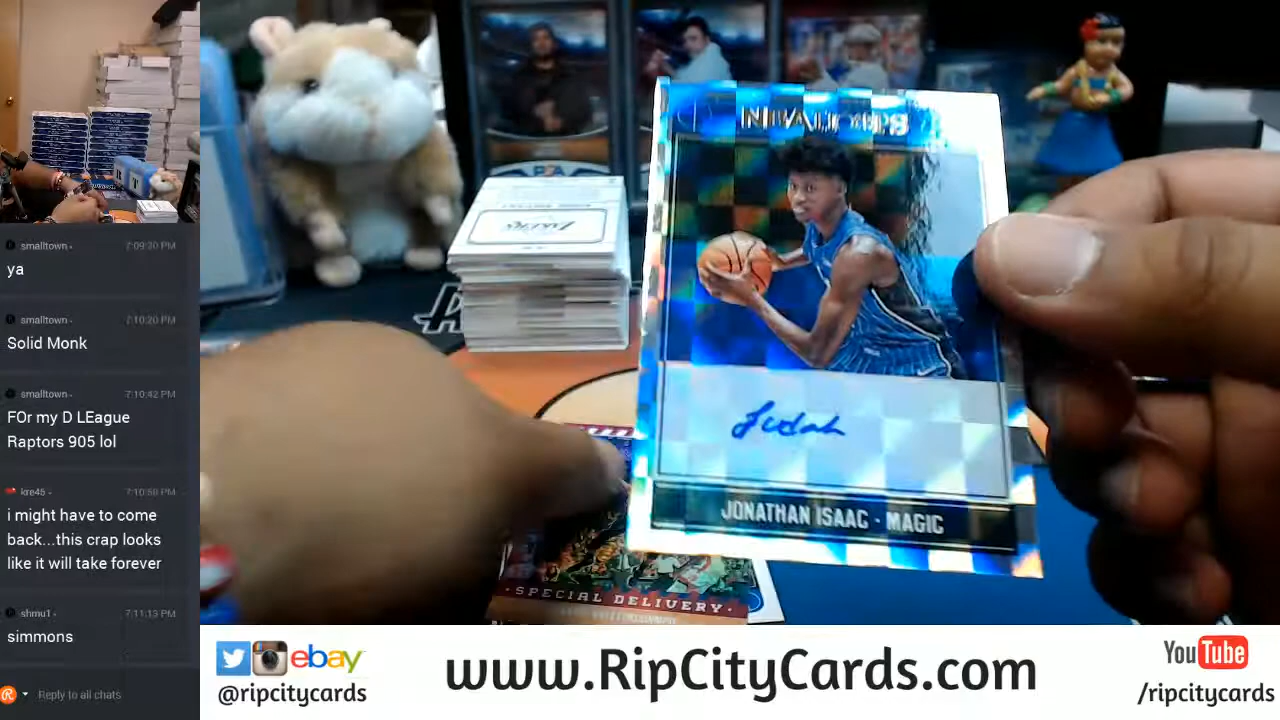 smalltown 7:09:20 PM
ya
smalltown 7:10:20 PM
Solid Monk
smalltown 7:10:42 PM
FOr my D LEague
Raptors 905 lol
kre45 7:10:58 PM
i might have to come
back...this crap looks
like it will take forever
shmu1 7:11:13 PM
simmons
Reply to all chats
NBA HOOPS
JONATHAN ISAAC · MAGIC
· SPECIAL DELIVERY ·
ebay
@ripcitycards
www.RipCityCards.com
YouTube
/ripcitycards